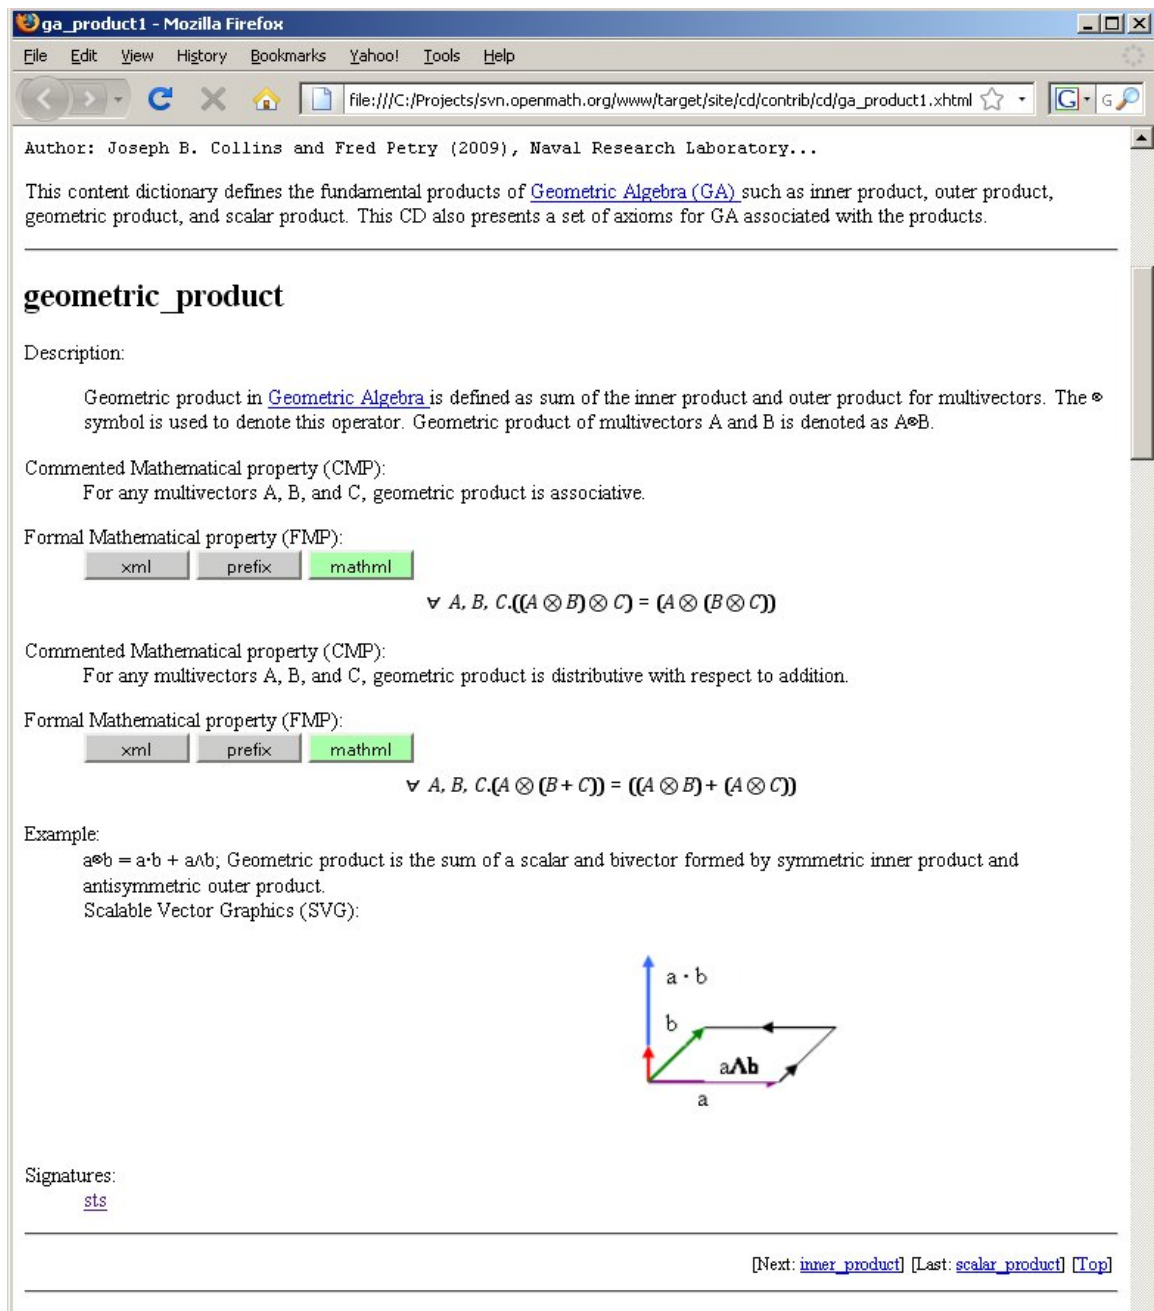 ga_product1 - Mozilla Firefox
File Edit View History Bookmarks Yahoo! Tools Help
file:///C:/Projects/svn.openmath.org/www/target/site/cd/contrib/cd/ga_product1.xhtml G G
Author: Joseph B. Collins and Fred Petry (2009), Naval Research Laboratory...
This content dictionary defines the fundamental products of Geometric Algebra (GA) such as inner product, outer product,
geometric product, and scalar product. This CD also presents a set of axioms for GA associated with the products.
geometric_product
Description:
Geometric product in Geometric Algebra is defined as sum of the inner product and outer product for multivectors. The ⊗
symbol is used to denote this operator. Geometric product of multivectors A and B is denoted as A⊗B.
Commented Mathematical property (CMP):
For any multivectors A, B, and C, geometric product is associative.
Formal Mathematical property (FMP):
xml prefix mathml
∀ A, B, C.((A ⊗ B) ⊗ C) = (A ⊗ (B ⊗ C))
Commented Mathematical property (CMP):
For any multivectors A, B, and C, geometric product is distributive with respect to addition.
Formal Mathematical property (FMP):
xml prefix mathml
∀ A, B, C.(A ⊗ (B + C)) = ((A ⊗ B) + (A ⊗ C))
Example:
a⊗b = a·b + a∧b; Geometric product is the sum of a scalar and bivector formed by symmetric inner product and
antisymmetric outer product.
Scalable Vector Graphics (SVG):
a · b
b
a∧b
a
Signatures:
sts
[Next: inner_product] [Last: scalar_product] [Top]